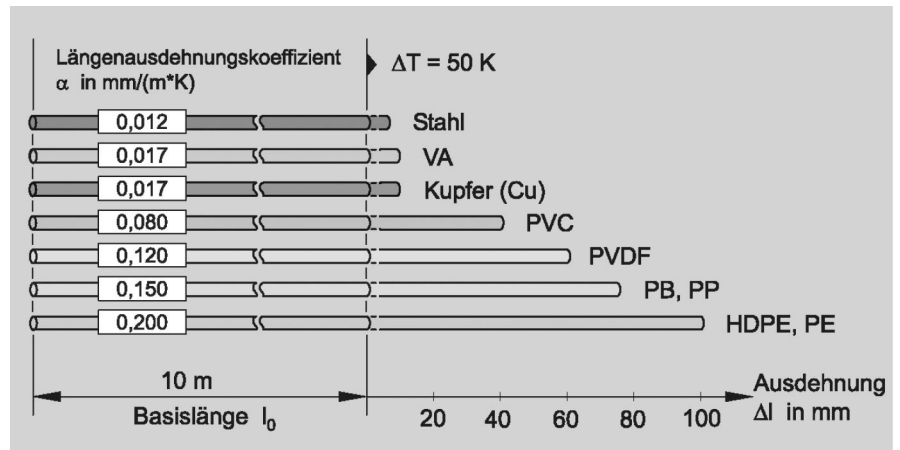 Längenausdehnungskoeffizient
α in mm/(m*K)
ΔT = 50 K
0,012 Stahl
0,017 VA
0,017 Kupfer (Cu)
0,080 PVC
0,120 PVDF
0,150 PB, PP
0,200 HDPE, PE
10 m
Basislänge l₀
20 40 60 80 100
Ausdehnung
Δl in mm